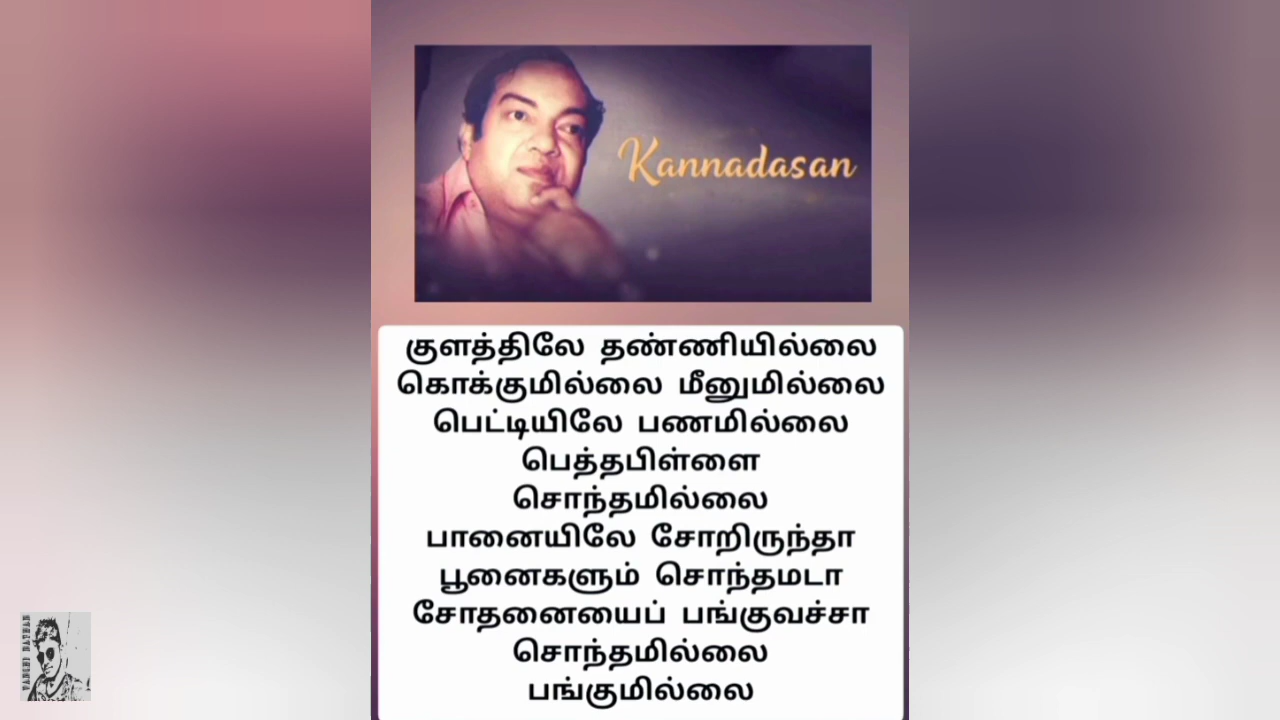 Kannadasan
குளத்திலே தண்ணியில்லை
கொக்குமில்லை மீனுமில்லை
பெட்டியிலே பணமில்லை
பெத்தபிள்ளை
சொந்தமில்லை
பானையிலே சோறிருந்தா
பூனைகளும் சொந்தமடா
சோதனையைப் பங்குவச்சா
சொந்தமில்லை
பங்குமில்லை